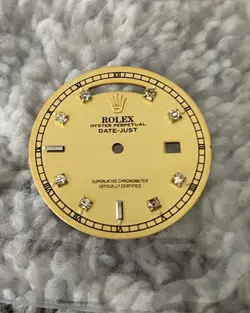 ROLEX
OYSTER PERPETUAL
DATE-JUST
SUPERLATIVE CHRONOMETER
OFFICIALLY CERTIFIED